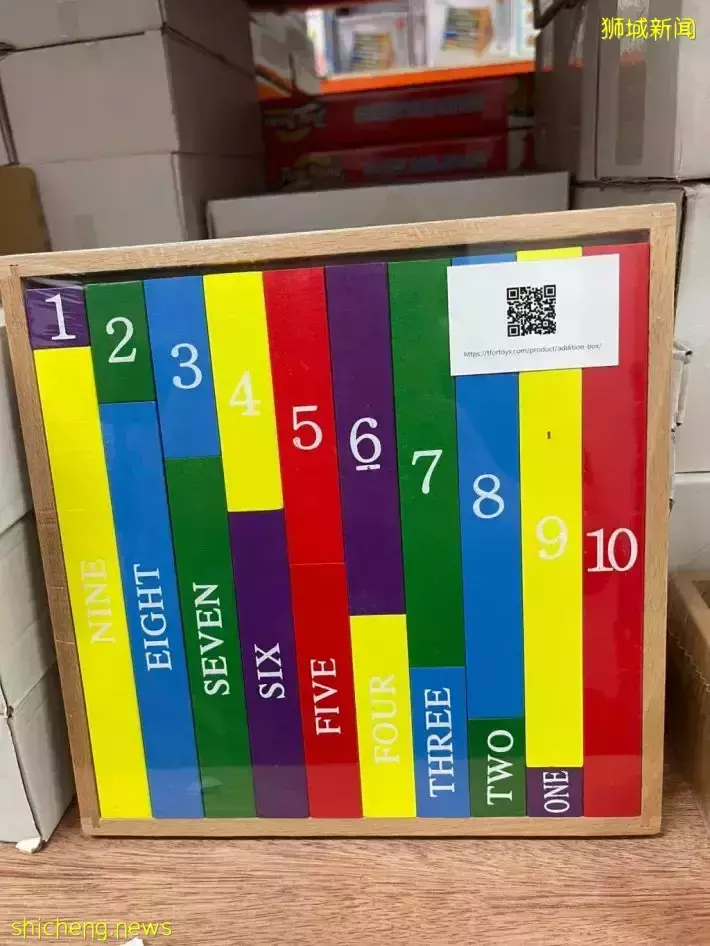 狮城新闻
1
2
3
4
5
6
7
8
9
10
https://tfortoys.com/product/addition-box/
NINE
EIGHT
SEVEN
SIX
FIVE
FOUR
THREE
TWO
ONE
shicheng.news